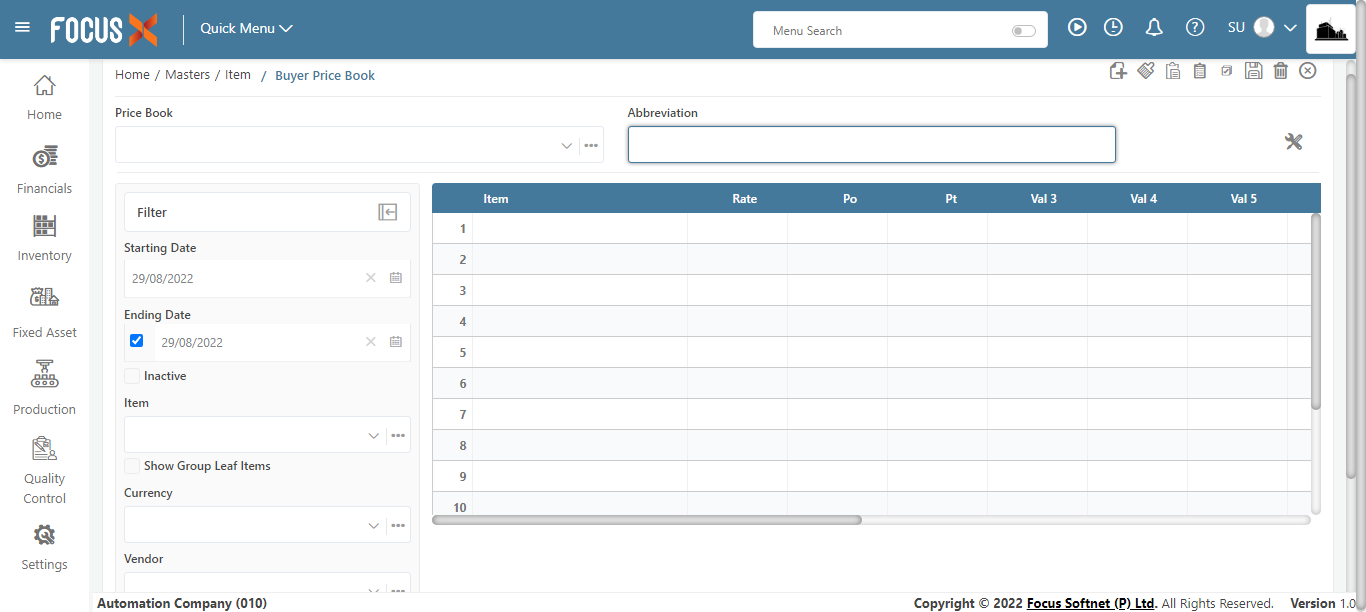 FOCUS X Quick Menu Menu Search SU
Home / Masters / Item / Buyer Price Book
Home
Financials
Inventory
Fixed Asset
Production
Quality
Control
Settings
Price Book Abbreviation
Filter
Starting Date
29/08/2022
Ending Date
29/08/2022
Inactive
Item
Show Group Leaf Items
Currency
Vendor
Item Rate Po Pt Val 3 Val 4 Val 5
1
2
3
4
5
6
7
8
9
10
Automation Company (010) Copyright © 2022 Focus Softnet (P) Ltd. All Rights Reserved. Version 1.0